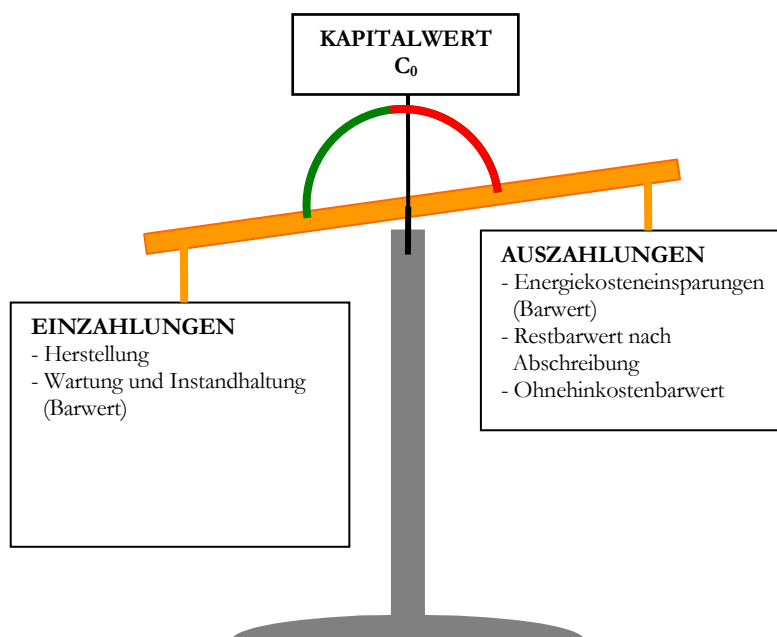 KAPITALWERT
C₀
EINZAHLUNGEN
- Herstellung
- Wartung und Instandhaltung
(Barwert)
AUSZAHLUNGEN
- Energiekosteneinsparungen
(Barwert)
- Restbarwert nach
Abschreibung
- Ohnehinkostenbarwert